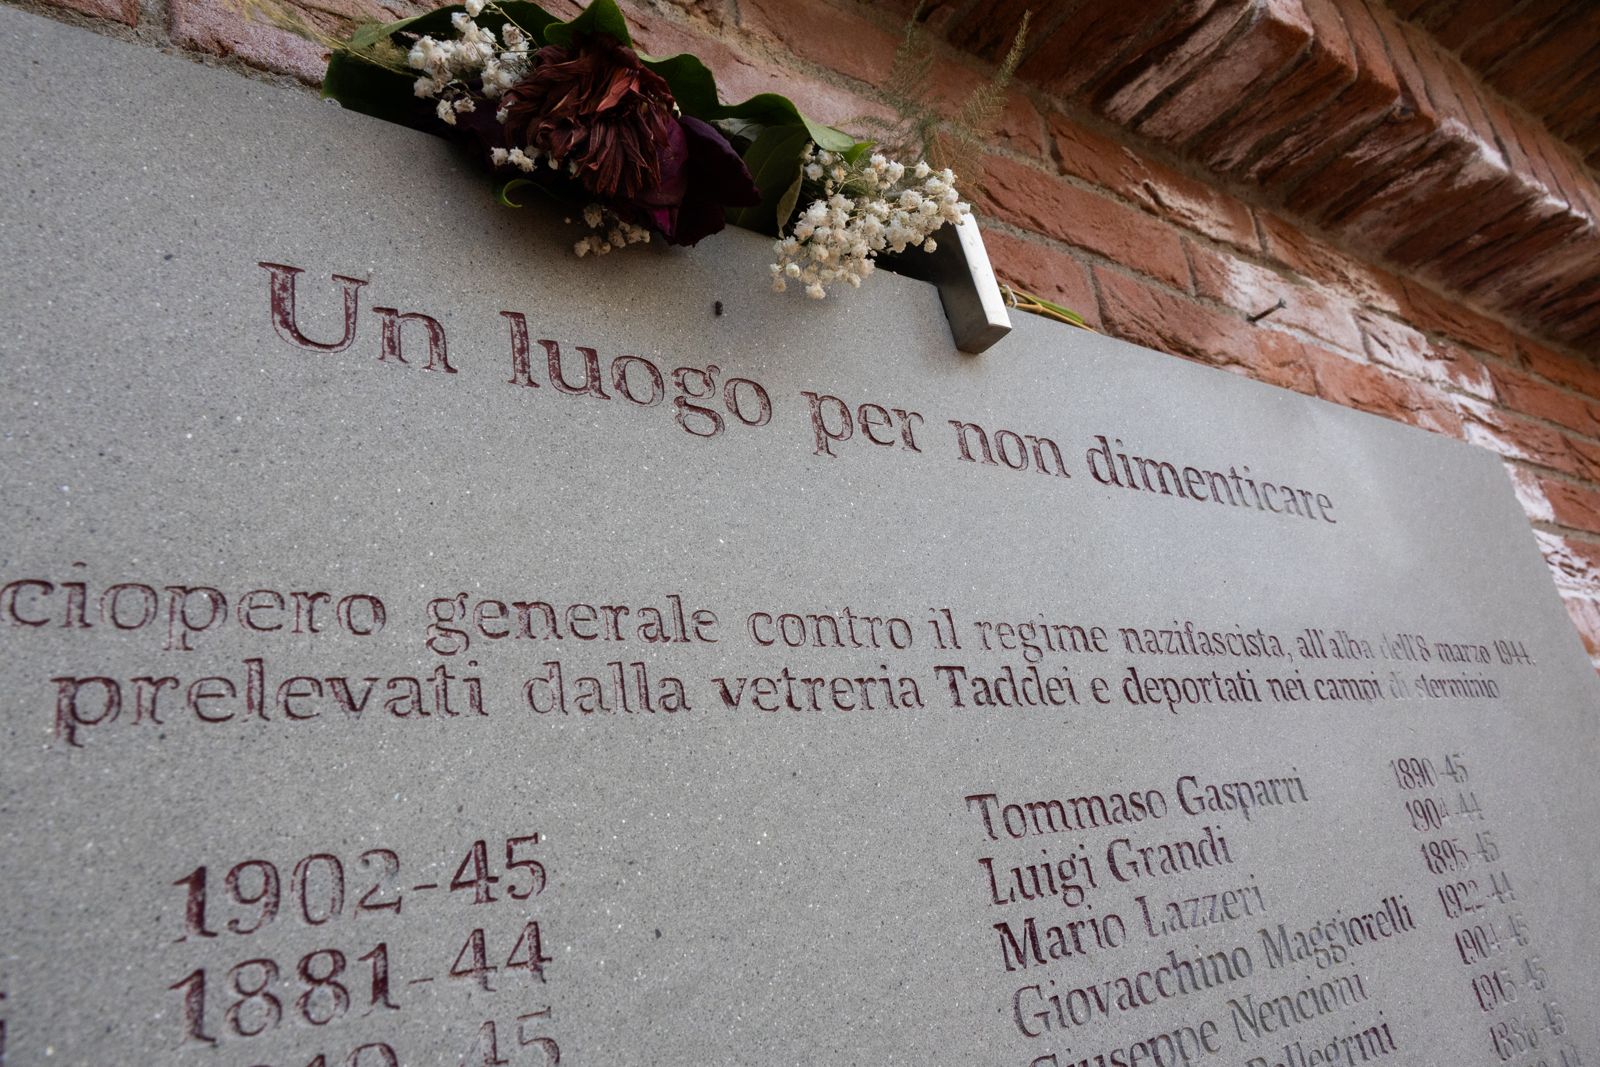 Un luogo per non dimenticare
ciopero generale contro il regime nazifascista, all'alba dell'8 marzo 1944.
prelevati dalla vetreria Taddei e deportati nei campi di sterminio
1902-45
1881-44
Tommaso Gasparri 1890-45
Luigi Grandi 1904-44
Mario Lazzeri 1895-45
Giovacchino Maggiorelli 1922-44
Giuseppe Nencioni 1904-45
Pellegrini 1915-45
1886-45